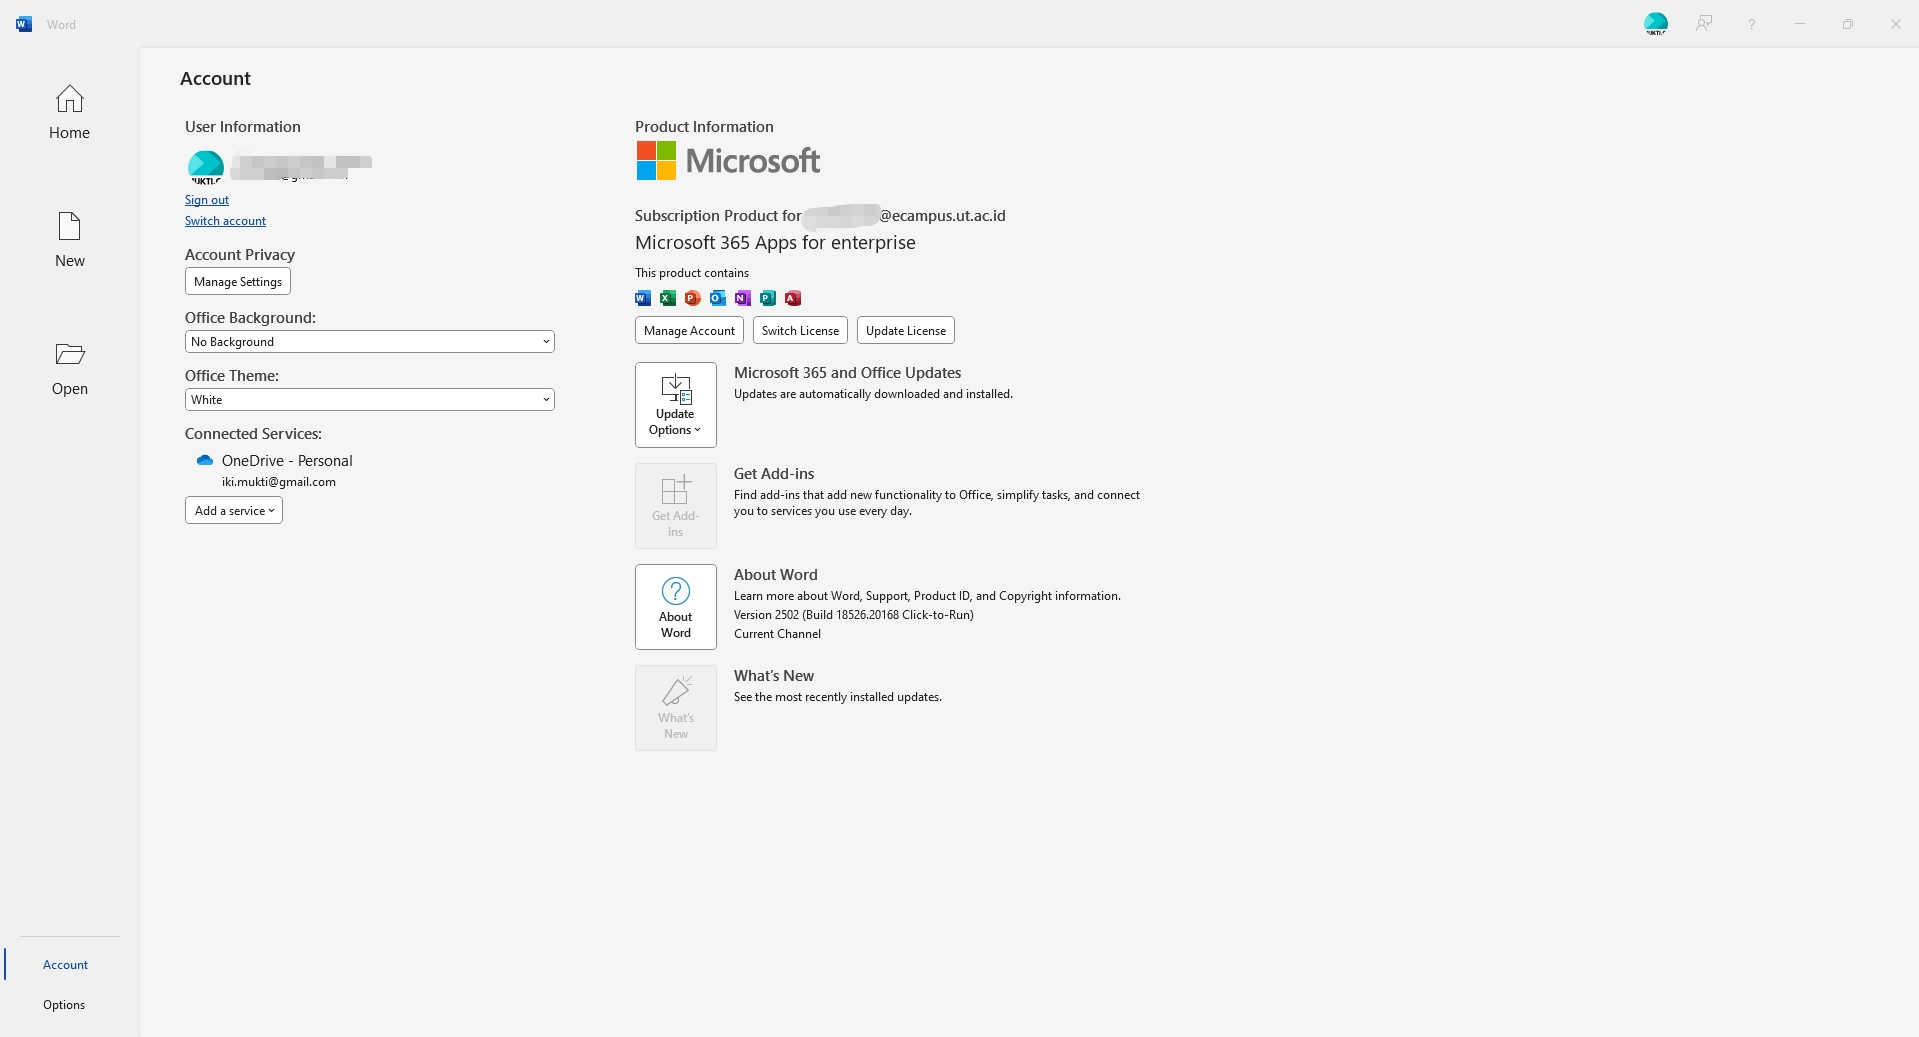 Word
Home
New
Open
Account
Options
Account
User Information
Sign out
Switch account
Account Privacy
Manage Settings
Office Background:
No Background
Office Theme:
White
Connected Services:
OneDrive - Personal
iki.mukti@gmail.com
Add a service
Product Information
Microsoft
Subscription Product for @ecampus.ut.ac.id
Microsoft 365 Apps for enterprise
This product contains
Manage Account Switch License Update License
Update
Options
Microsoft 365 and Office Updates
Updates are automatically downloaded and installed.
Get Add-
ins
Get Add-ins
Find add-ins that add new functionality to Office, simplify tasks, and connect
you to services you use every day.
About
Word
About Word
Learn more about Word, Support, Product ID, and Copyright information.
Version 2502 (Build 18526.20168 Click-to-Run)
Current Channel
What's
New
What's New
See the most recently installed updates.